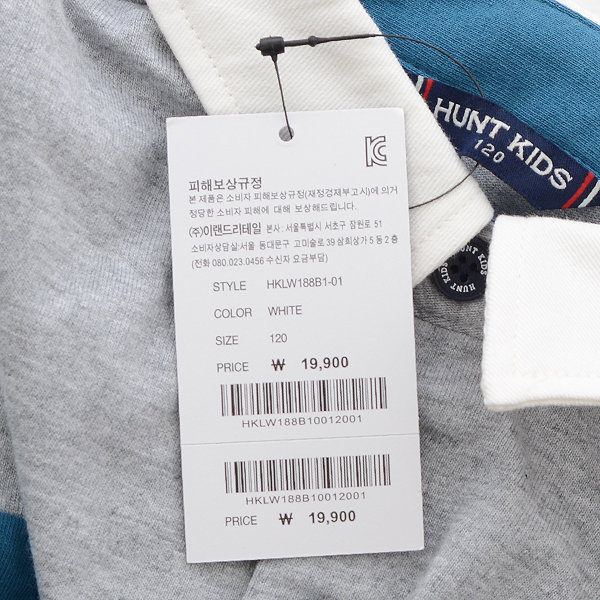 HUNT KIDS
120
HUNT KIDS
피해보상규정
본 제품은 소비자 피해보상규정(재정경제부고시)에 의거
정당한 소비자 피해에 대해 보상해드립니다.
(주)이랜드리테일 본사:서울특별시 서초구 잠원로 51
소비자상담실:서울 동대문구 고미술로 39 삼희상가 5 동 2 층
(전화 080.023.0456 수신자 요금부담)
STYLE HKLW188B1-01
COLOR WHITE
SIZE 120
PRICE ₩ 19,900
HKLW188B10012001
HKLW188B10012001
PRICE ₩ 19,900